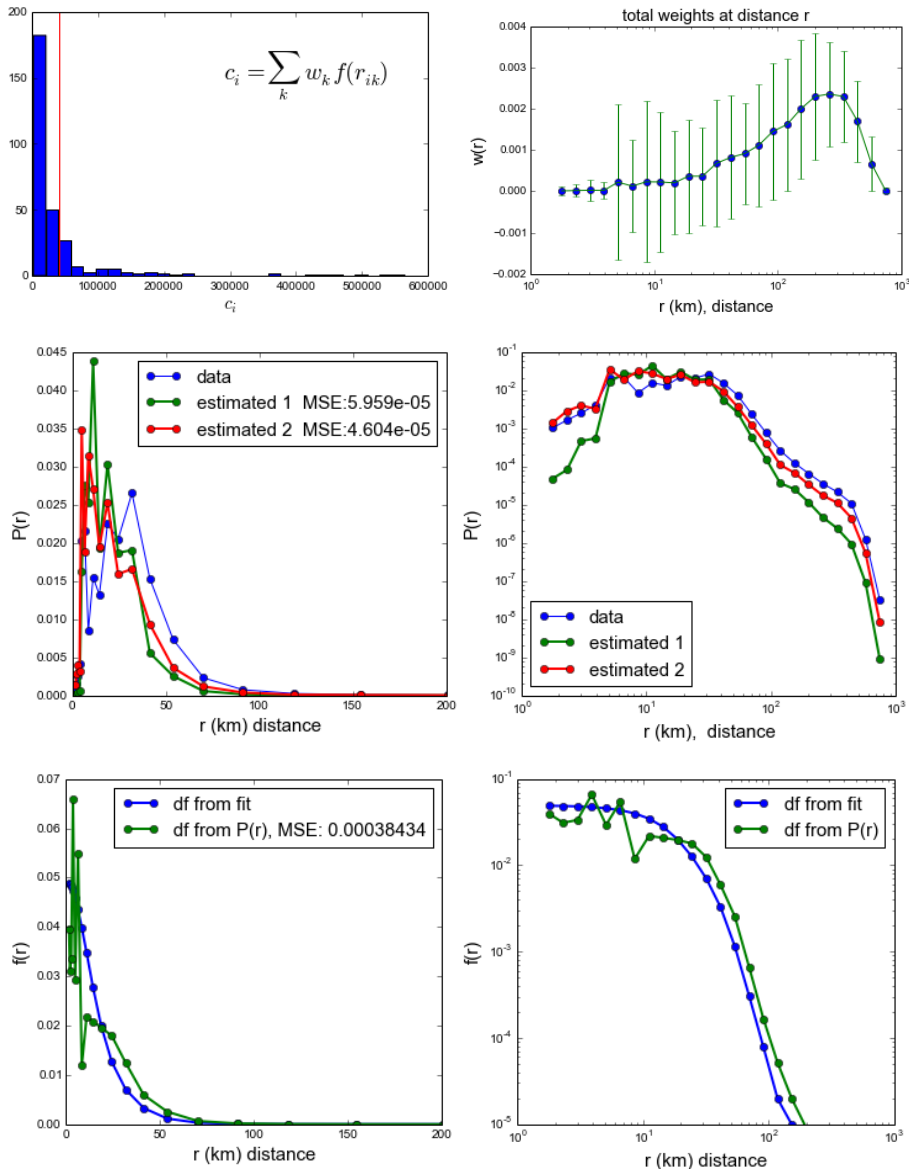 200
150
100
50
0
0 100000 200000 300000 400000 500000 600000
c_i
c_i = ∑_k w_k f(r_ik)
total weights at distance r
0.004
0.003
0.002
0.001
0.000
−0.001
−0.002
w(r)
10^0 10^1 10^2 10^3
r (km), distance
0.045
0.040
0.035
0.030
0.025
0.020
0.015
0.010
0.005
0.000
P(r)
data
estimated 1 MSE:5.959e-05
estimated 2 MSE:4.604e-05
0 50 100 150 200
r (km) distance
10^-1
10^-2
10^-3
10^-4
10^-5
10^-6
10^-7
10^-8
10^-9
10^-10
P(r)
data
estimated 1
estimated 2
10^0 10^1 10^2 10^3
r (km), distance
0.07
0.06
0.05
0.04
0.03
0.02
0.01
0.00
f(r)
df from fit
df from P(r), MSE: 0.00038434
0 50 100 150 200
r (km) distance
10^-1
10^-2
10^-3
10^-4
10^-5
f(r)
df from fit
df from P(r)
10^0 10^1 10^2 10^3
r (km) distance